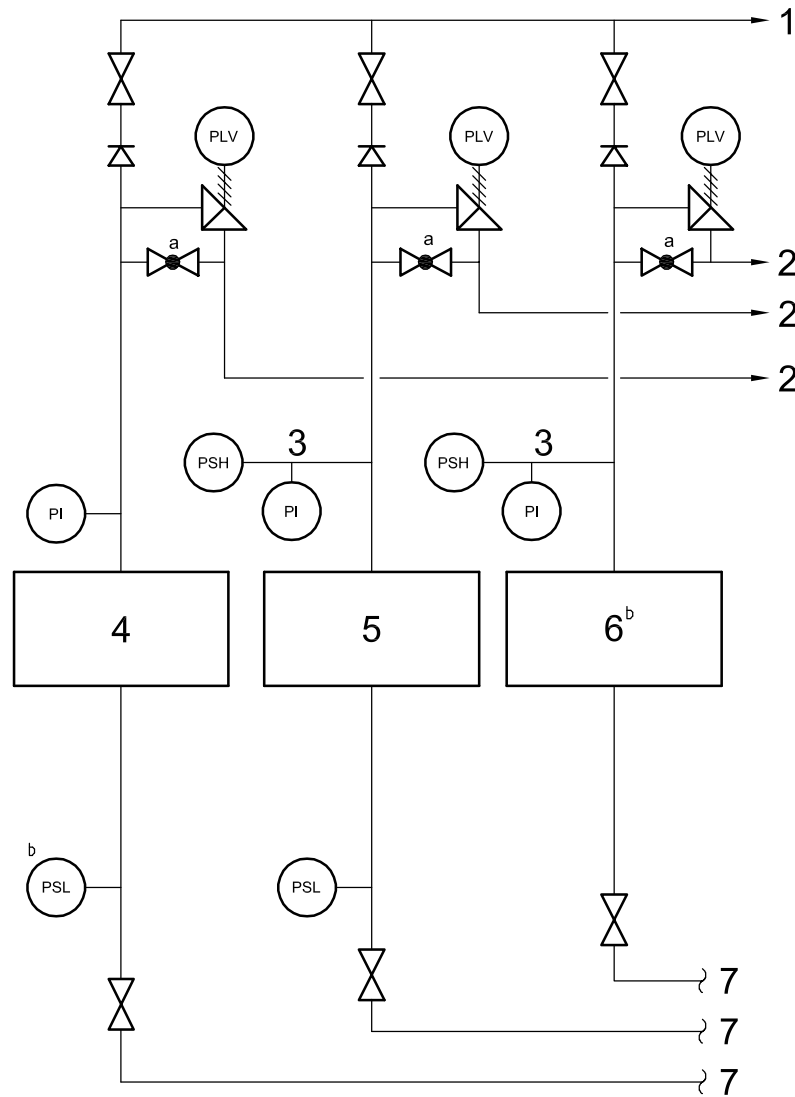 1
PLV PLV PLV
a a a 2
2
2
3 3
PSH PSH
PI PI PI
4 5 6b
b
PSL PSL
7
7
7